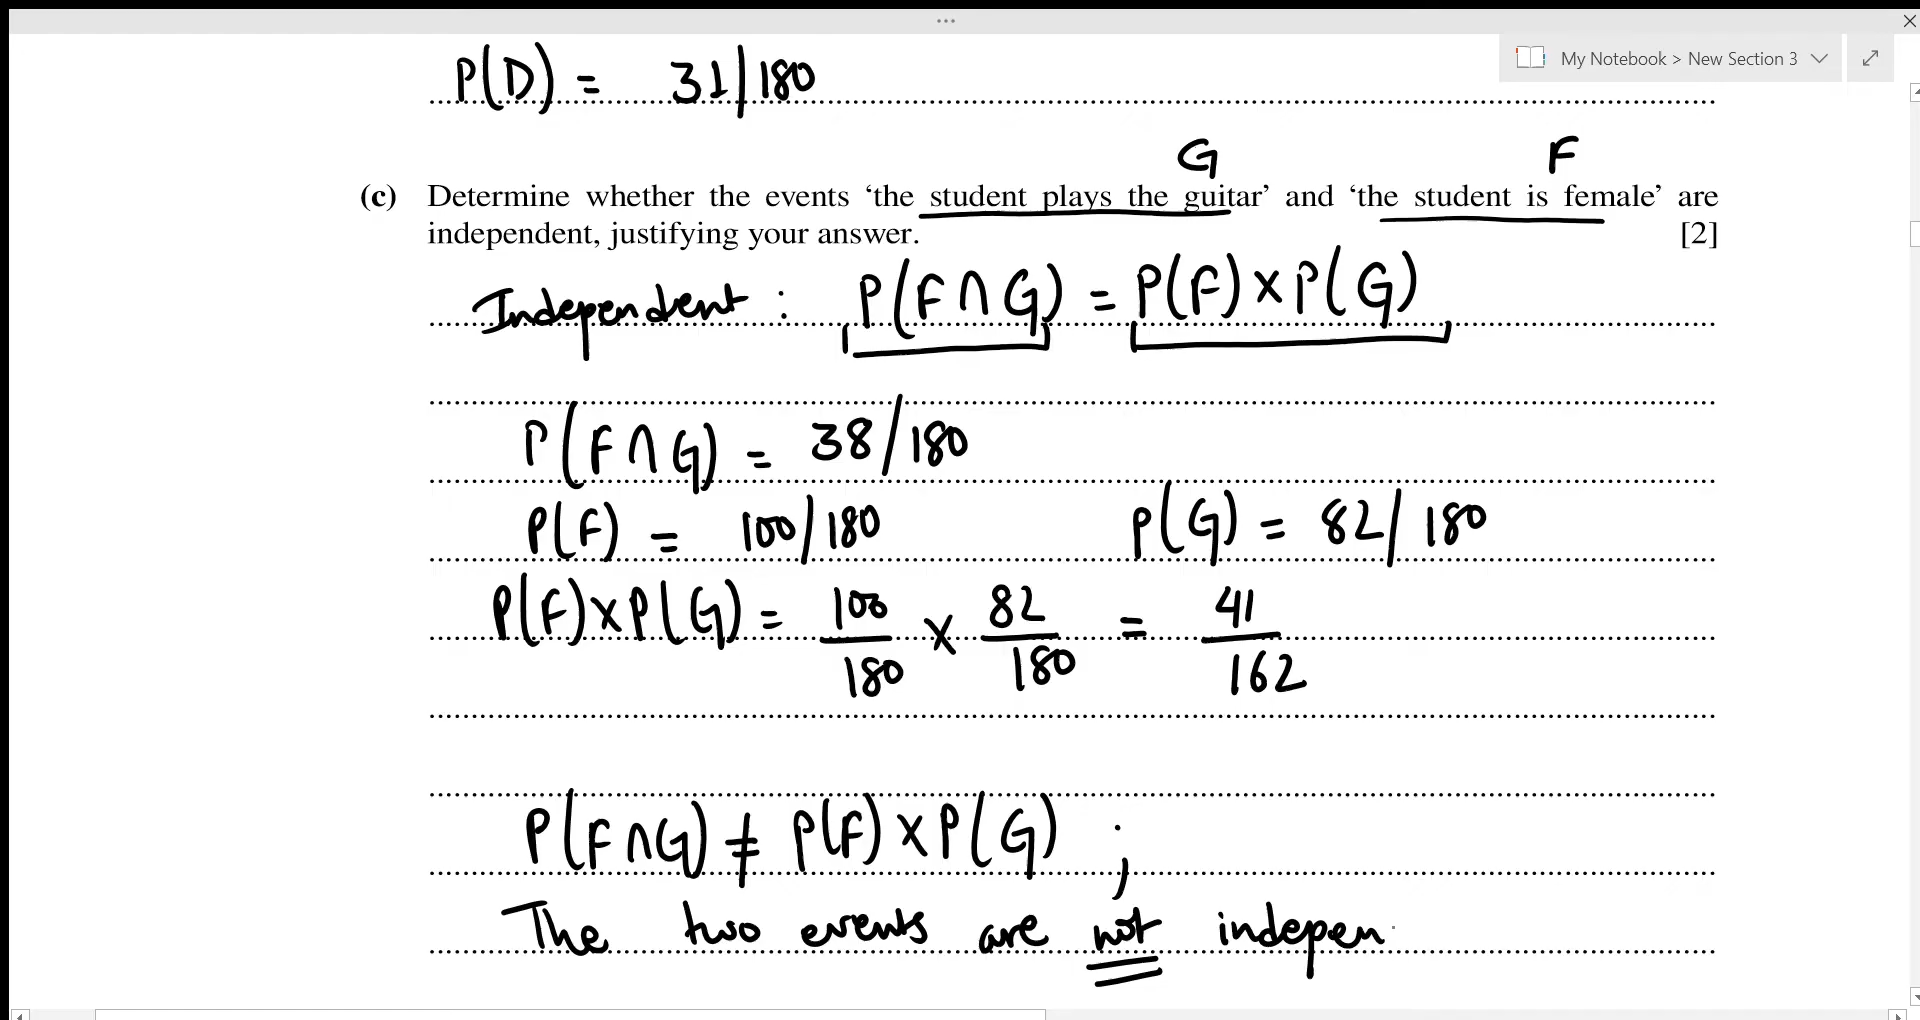 P(D) = 31/180
My Notebook > New Section 3
G F
(c) Determine whether the events ‘the student plays the guitar’ and ‘the student is female’ are
independent, justifying your answer. [2]
Independent : P(F∩G) = P(F)×P(G)
P(F∩G) = 38/180
P(F) = 100/180 P(G) = 82/180
P(F)×P(G) = 100/180 × 82/180 = 41/162
P(F∩G) ≠ P(F)×P(G) ;
The two events are not indepen